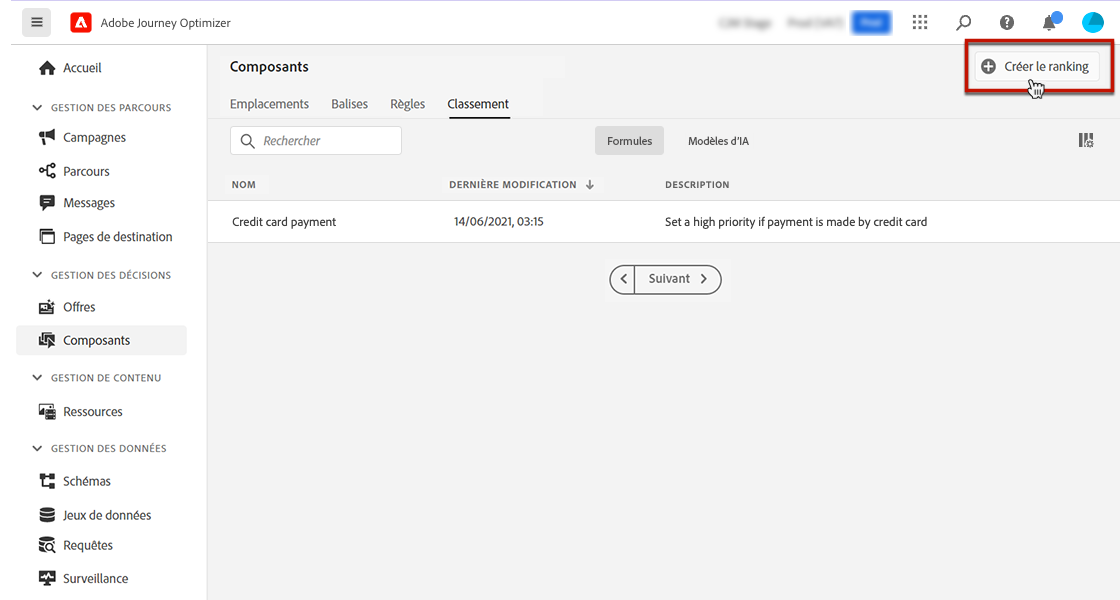 Adobe Journey Optimizer
Créer le ranking
Accueil
GESTION DES PARCOURS
Campagnes
Parcours
Messages
Pages de destination
GESTION DES DÉCISIONS
Offres
Composants
GESTION DE CONTENU
Ressources
GESTION DES DONNÉES
Schémas
Jeux de données
Requêtes
Surveillance
Composants
Emplacements Balises Règles Classement
Rechercher
Formules Modèles d'IA
NOM DERNIÈRE MODIFICATION DESCRIPTION
Credit card payment 14/06/2021, 03:15 Set a high priority if payment is made by credit card
Suivant